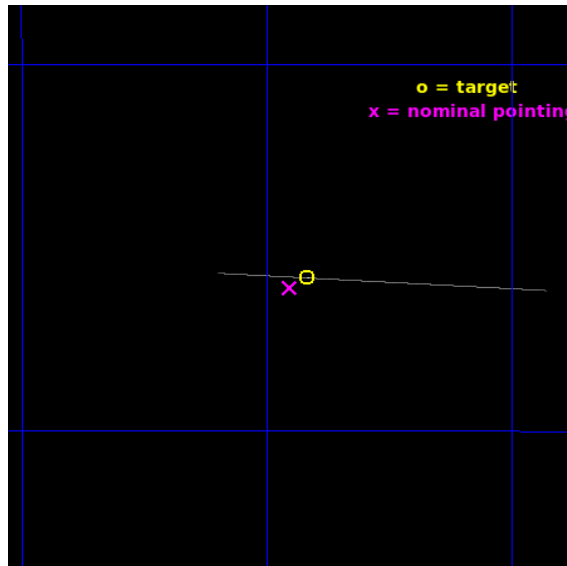 o = target
x = nominal pointing